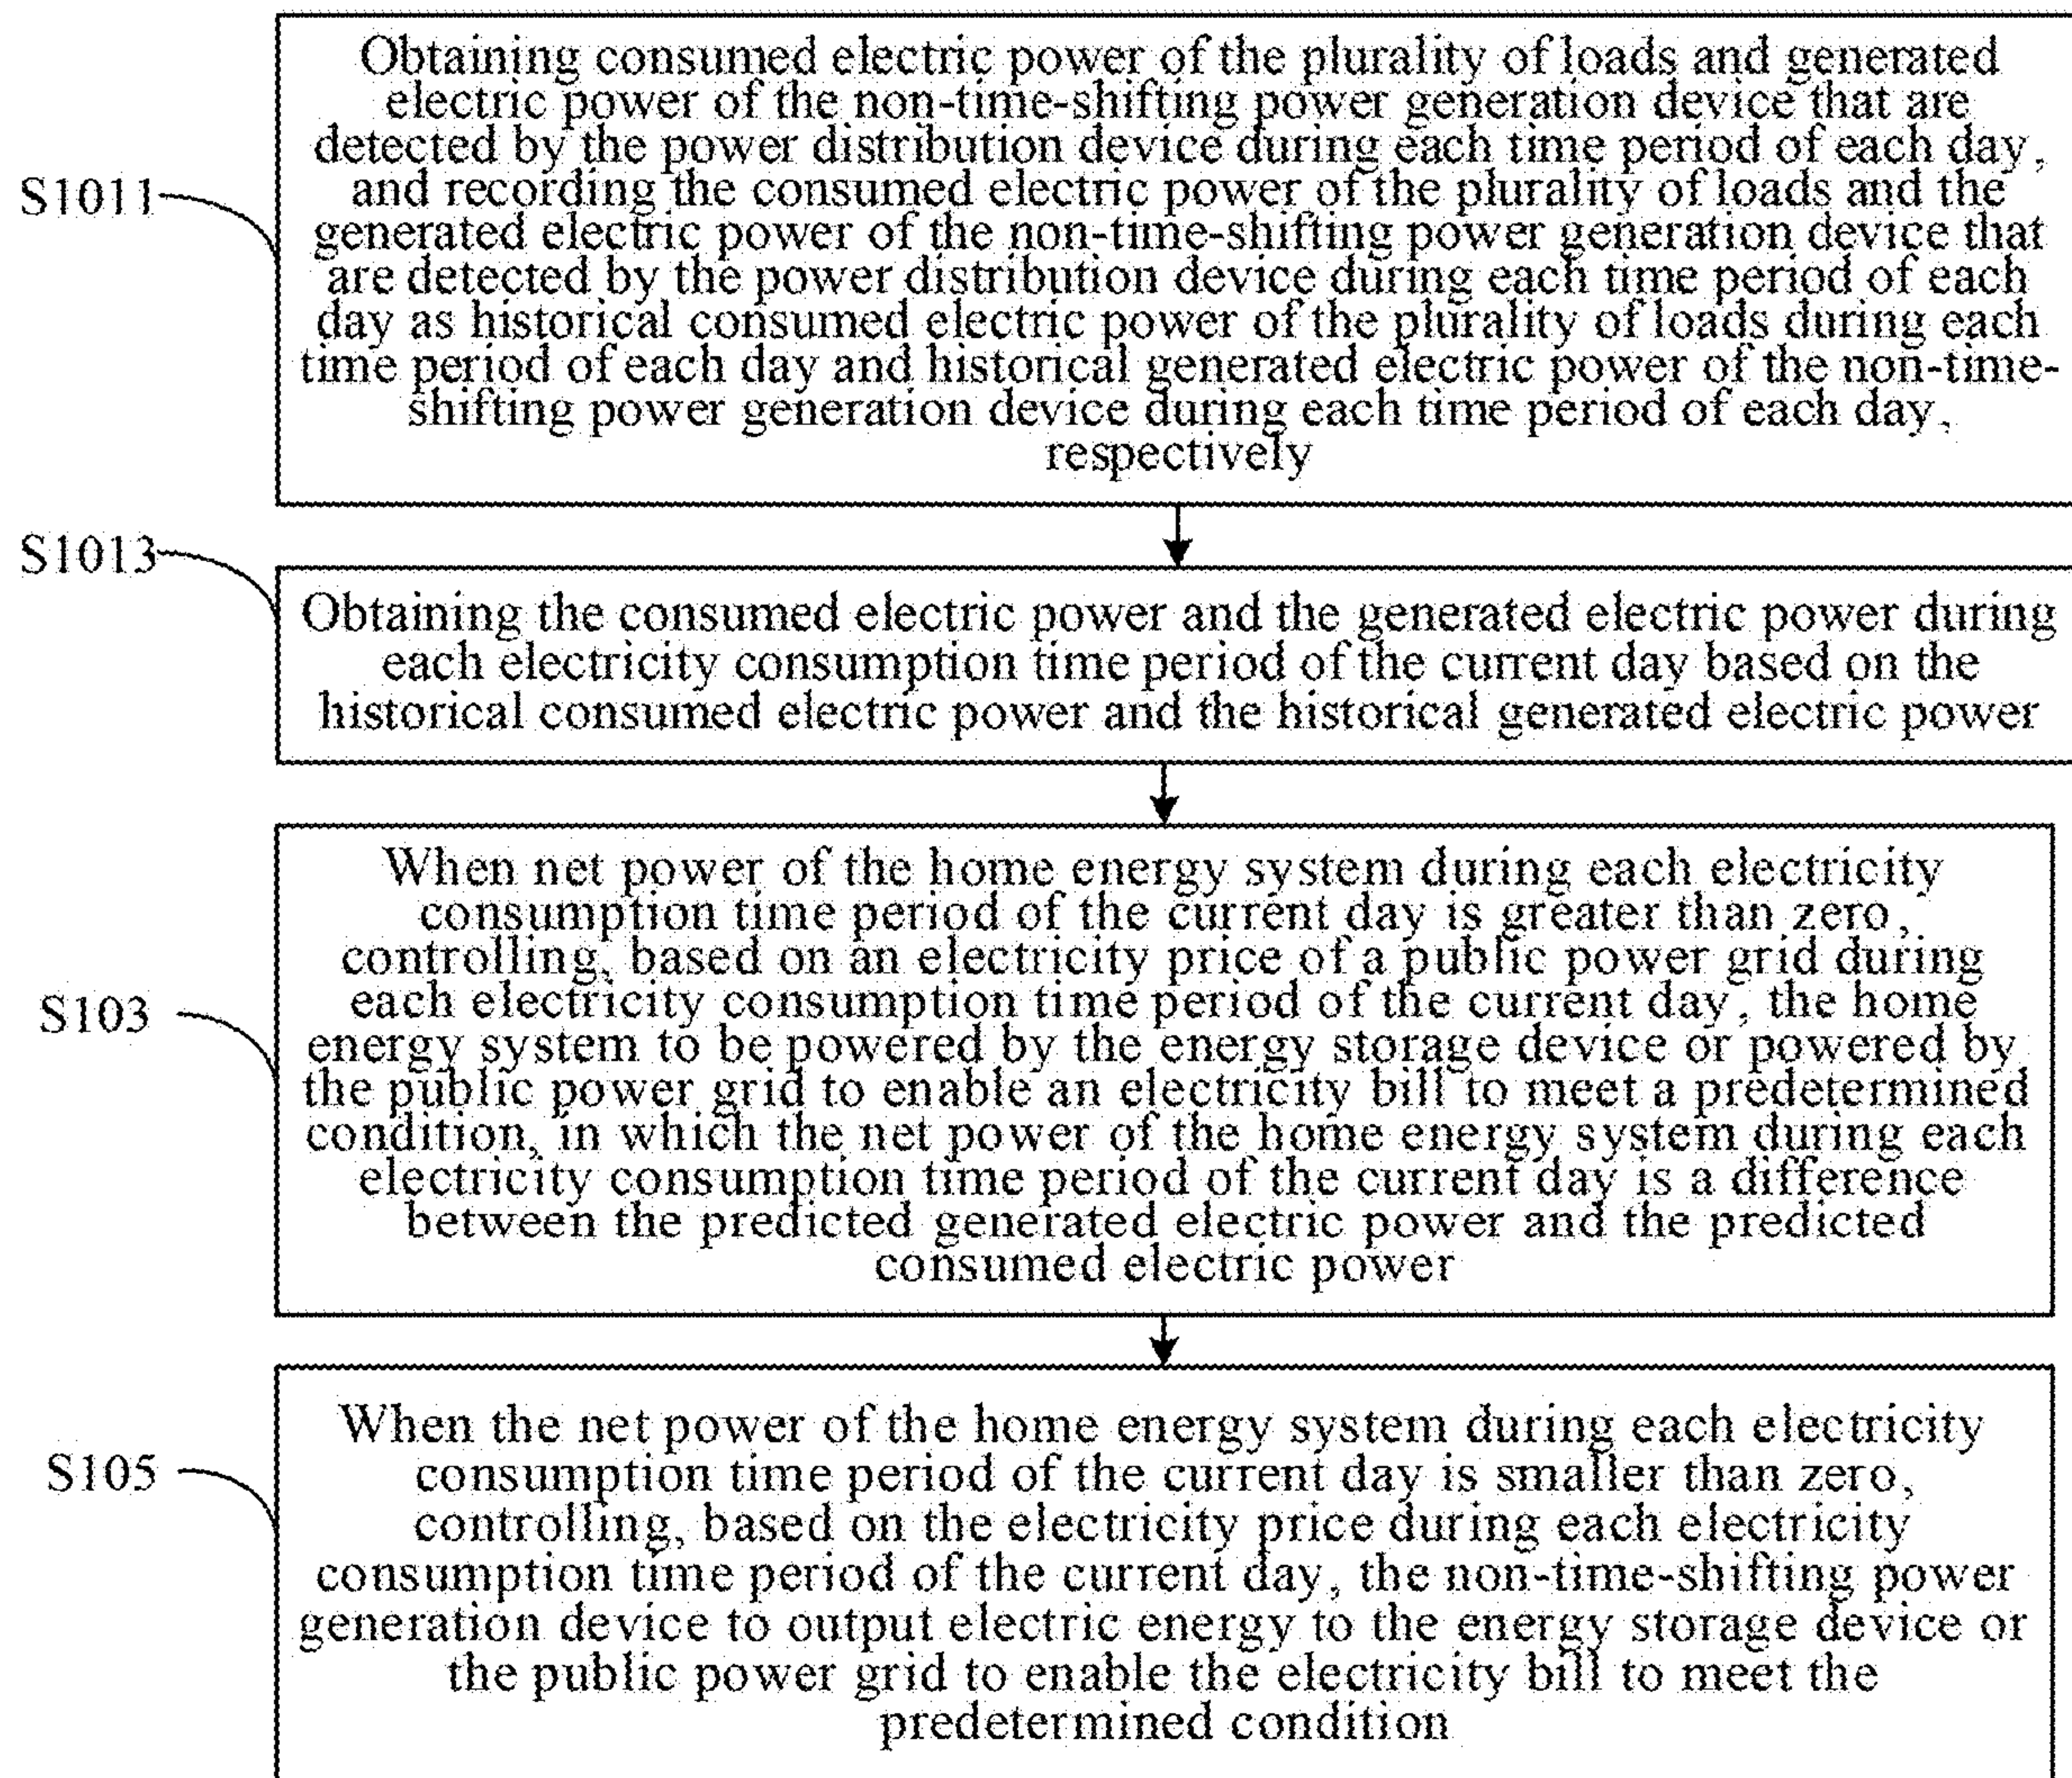 Obtaining consumed electric power of the plurality of loads and generated
electric power of the non-time-shifting power generation device that are
detected by the power distribution device during each time period of each day,
and recording the consumed electric power of the plurality of loads and the
generated electric power of the non-time-shifting power generation device that
are detected by the power distribution device during each time period of each
day as historical consumed electric power of the plurality of loads during each
time period of each day and historical generated electric power of the non-time-
shifting power generation device during each time period of each day,
respectively
S1011
S1013
Obtaining the consumed electric power and the generated electric power during
each electricity consumption time period of the current day based on the
historical consumed electric power and the historical generated electric power
When net power of the home energy system during each electricity
consumption time period of the current day is greater than zero,
controlling, based on an electricity price of a public power grid during
each electricity consumption time period of the current day, the home
energy system to be powered by the energy storage device or powered by
the public power grid to enable an electricity bill to meet a predetermined
condition, in which the net power of the home energy system during each
electricity consumption time period of the current day is a difference
between the predicted generated electric power and the predicted
consumed electric power
S103
When the net power of the home energy system during each electricity
consumption time period of the current day is smaller than zero,
controlling, based on the electricity price during each electricity
consumption time period of the current day, the non-time-shifting power
generation device to output electric energy to the energy storage device or
the public power grid to enable the electricity bill to meet the
predetermined condition
S105